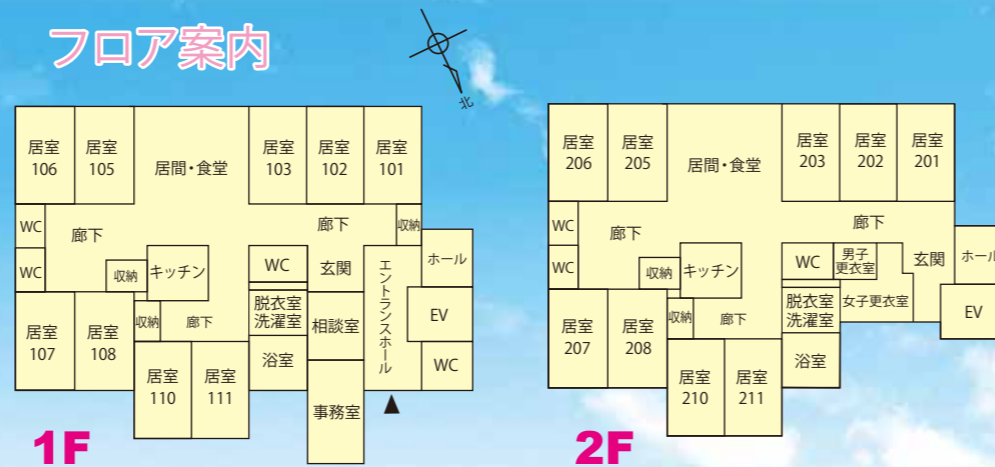 フロア案内
北
居室
106
居室
105
居間・食堂
居室
103
居室
102
居室
101
WC
廊下
廊下
収納
WC
収納
キッチン
WC
玄関
エントランスホール
ホール
居室
107
居室
108
収納
廊下
脱衣室
洗濯室
相談室
EV
浴室
WC
居室
110
居室
111
事務室
1F
居室
206
居室
205
居間・食堂
居室
203
居室
202
居室
201
WC
廊下
廊下
WC
収納
キッチン
WC
男子
更衣室
玄関
ホール
居室
207
居室
208
収納
廊下
脱衣室
洗濯室
女子更衣室
EV
浴室
居室
210
居室
211
2F